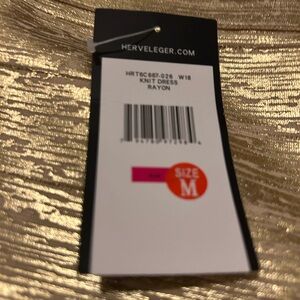 HERVELEGER.COM
HRT6C667-026 W18
KNIT DRESS
RAYON
SIZE
M